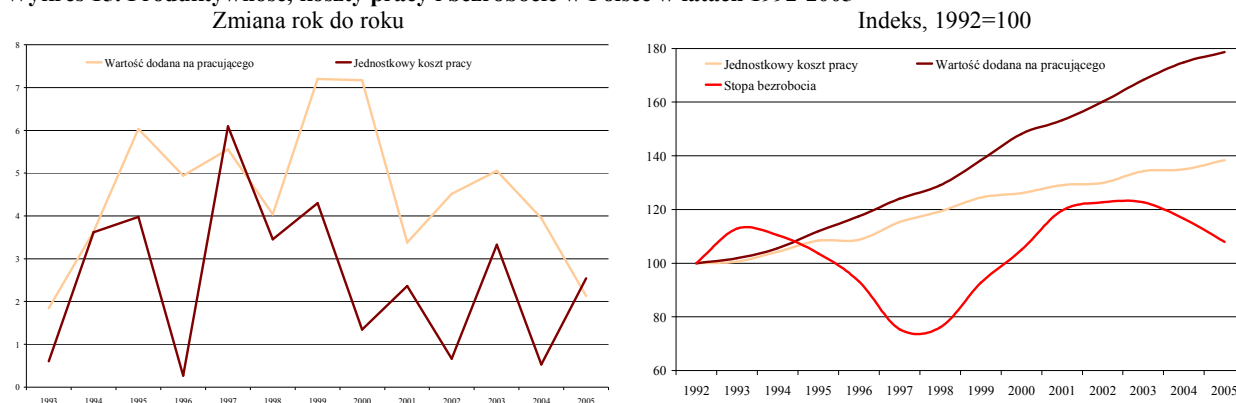 Zmiana rok do roku
Indeks, 1992=100
8
7
6
5
4
3
2
1
0
Wartość dodana na pracującego
Jednostkowy koszt pracy
1993 1994 1995 1996 1997 1998 1999 2000 2001 2002 2003 2004 2005
180
160
140
120
100
80
60
Jednostkowy koszt pracy
Wartość dodana na pracującego
Stopa bezrobocia
1992 1993 1994 1995 1996 1997 1998 1999 2000 2001 2002 2003 2004 2005